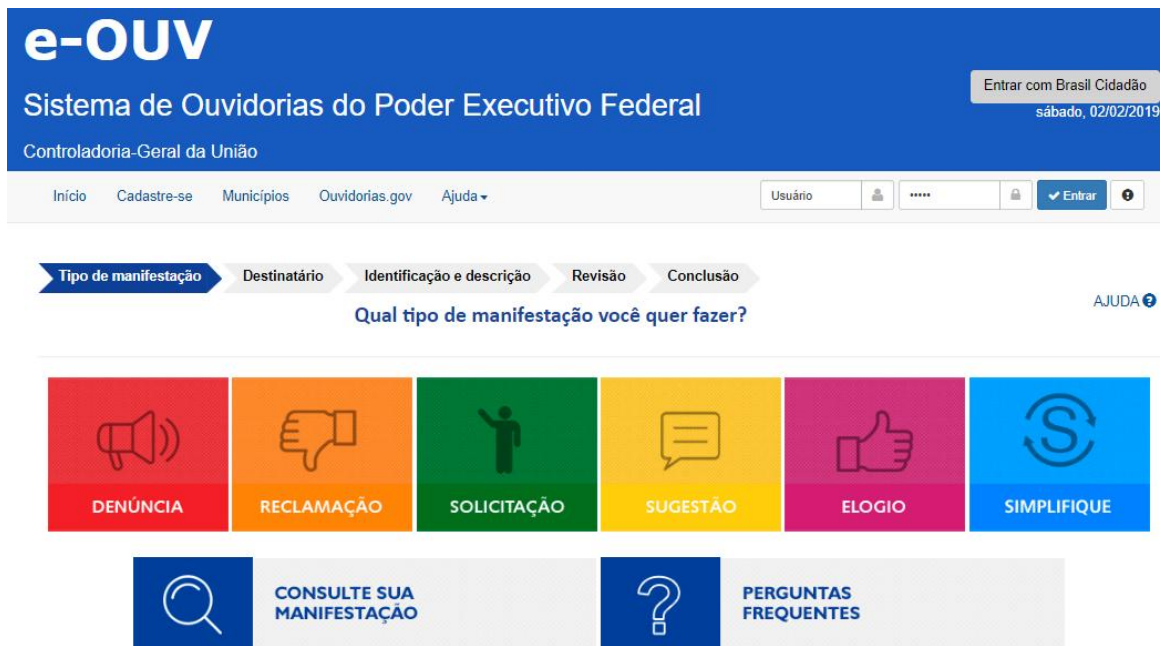 e-OUV
Sistema de Ouvidorias do Poder Executivo Federal
Entrar com Brasil Cidadão
sábado, 02/02/2019
Controladoria-Geral da União
Início Cadastre-se Municípios Ouvidorias.gov Ajuda
Usuário ••••• Entrar
Tipo de manifestação Destinatário Identificação e descrição Revisão Conclusão
Qual tipo de manifestação você quer fazer?
AJUDA
DENÚNCIA RECLAMAÇÃO SOLICITAÇÃO SUGESTÃO ELOGIO SIMPLIFIQUE
CONSULTE SUA
MANIFESTAÇÃO
PERGUNTAS
FREQUENTES